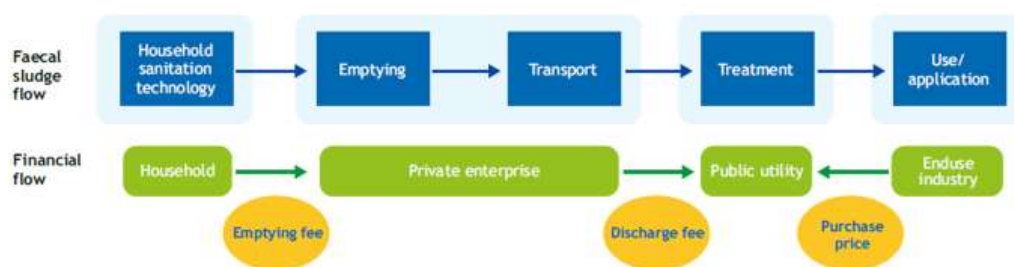 Faecal
sludge
flow
Household
sanitation
technology
Emptying
Transport
Treatment
Use/
application
Financial
flow
Household
Private enterprise
Public utility
Enduse
industry
Emptying fee
Discharge fee
Purchase
price